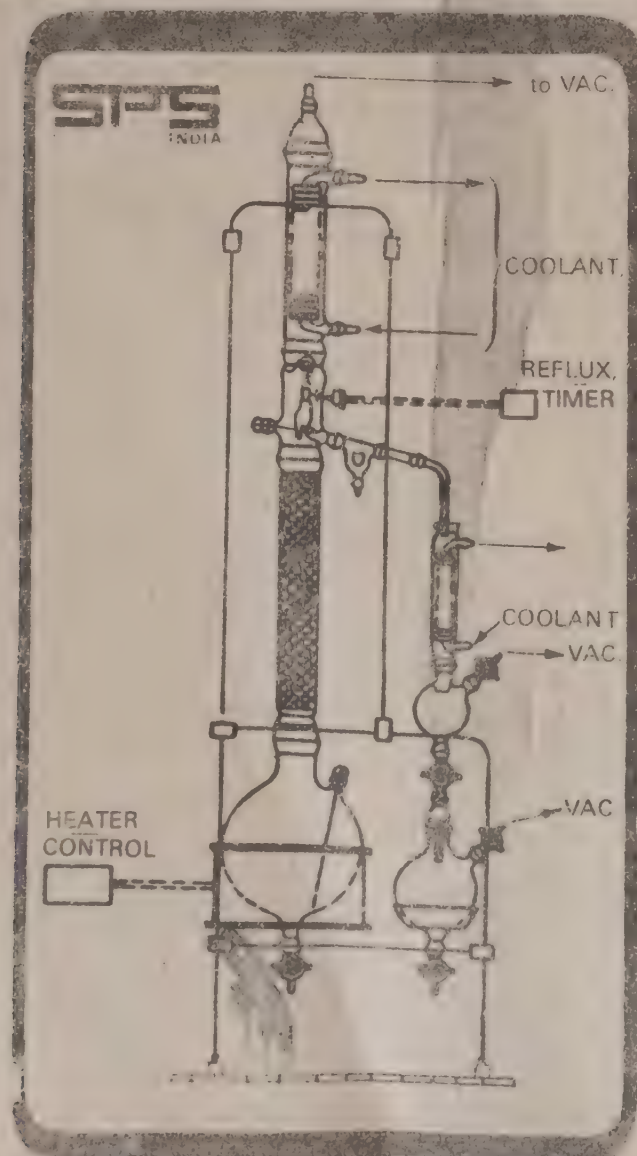 to VAC.
SPS
INDIA
COOLANT.
REFLUX,
TIMER
COOLANT
VAC.
VAC
HEATER
CONTROL